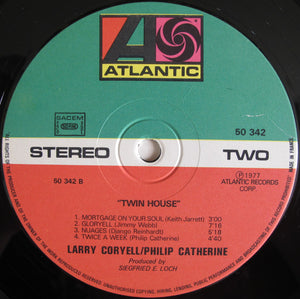 A
ATLANTIC
SACEM
50 342
MADE IN FRANCE
STEREO
TWO
50 342 B
℗1977
ATLANTIC RECORDS
CORP.
"TWIN HOUSE"
1. MORTGAGE ON YOUR SOUL (Keith Jarrett) 3:00
2. GLORYELL (Jimmy Webb) 5:16
3. NUAGES (Django Reinhardt) 5:18
4. TWICE A WEEK (Philip Catherine) 4:40
LARRY CORYELL/PHILIP CATHERINE
Produced by
SIEGFRIED E. LOCH